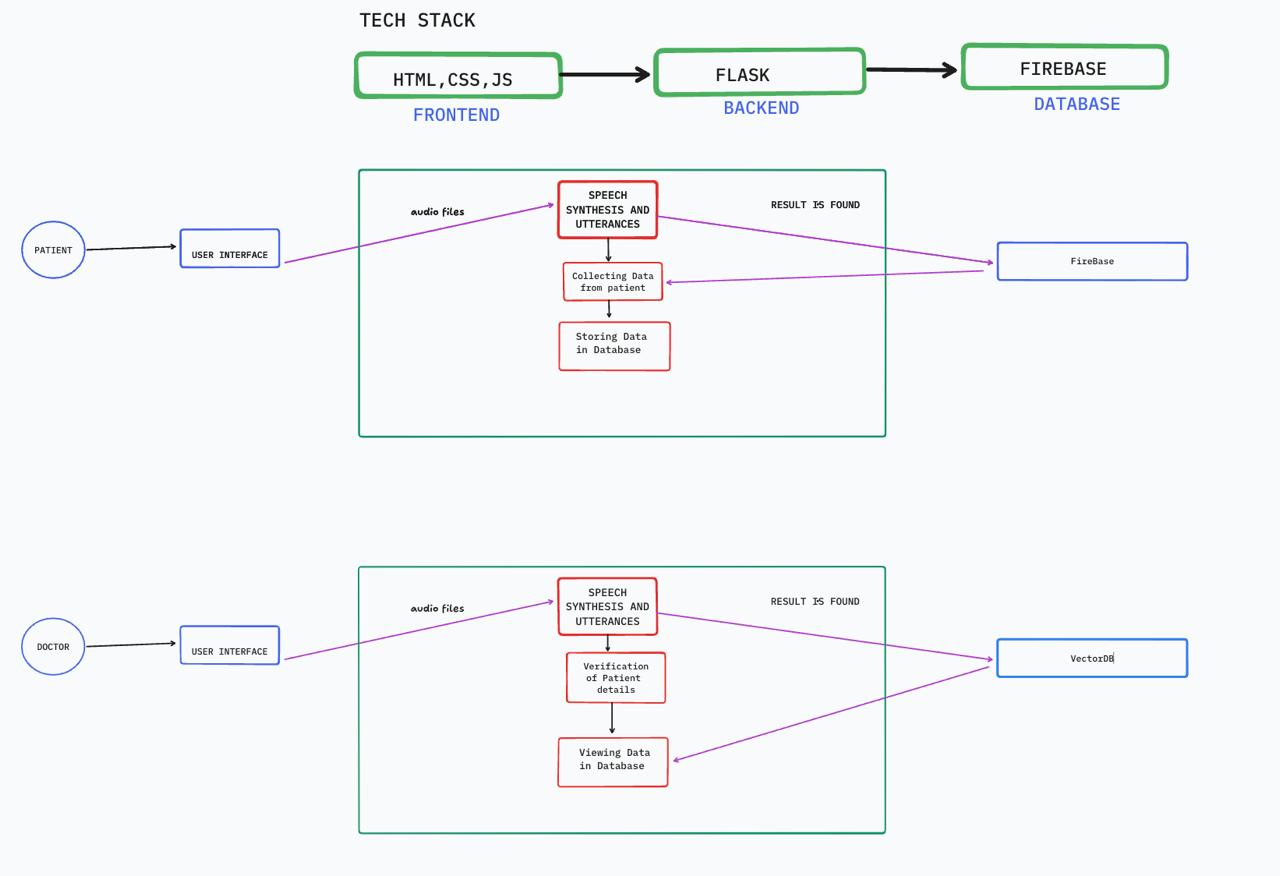 TECH STACK
HTML,CSS,JS
FLASK
FIREBASE
FRONTEND
BACKEND
DATABASE
PATIENT
USER INTERFACE
audio files
SPEECH
SYNTHESIS AND
UTTERANCES
RESULT IS FOUND
FireBase
Collecting Data
from patient
Storing Data
in Database
DOCTOR
USER INTERFACE
audio files
SPEECH
SYNTHESIS AND
UTTERANCES
RESULT IS FOUND
VectorDB
Verification
of Patient
details
Viewing Data
in Database